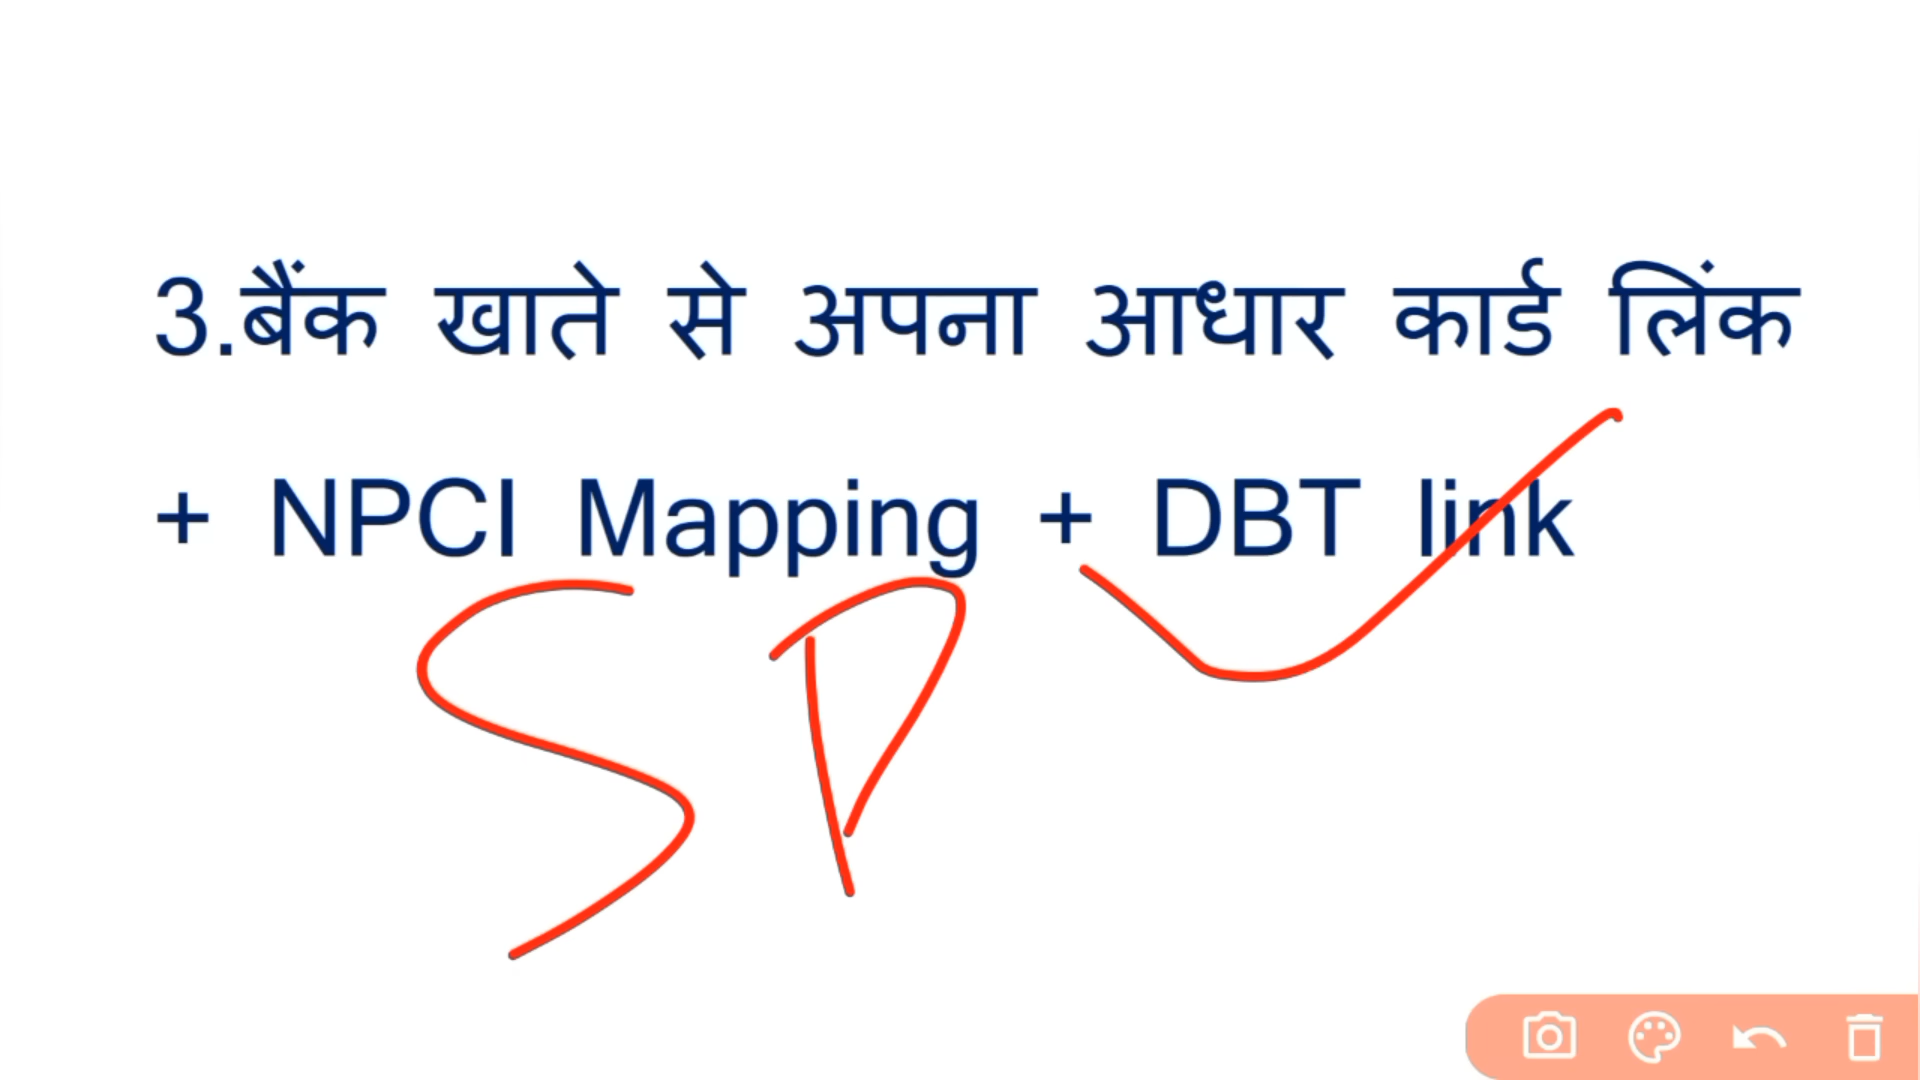 3.बैंक खाते से अपना आधार कार्ड लिंक
+ NPCI Mapping + DBT link
SP